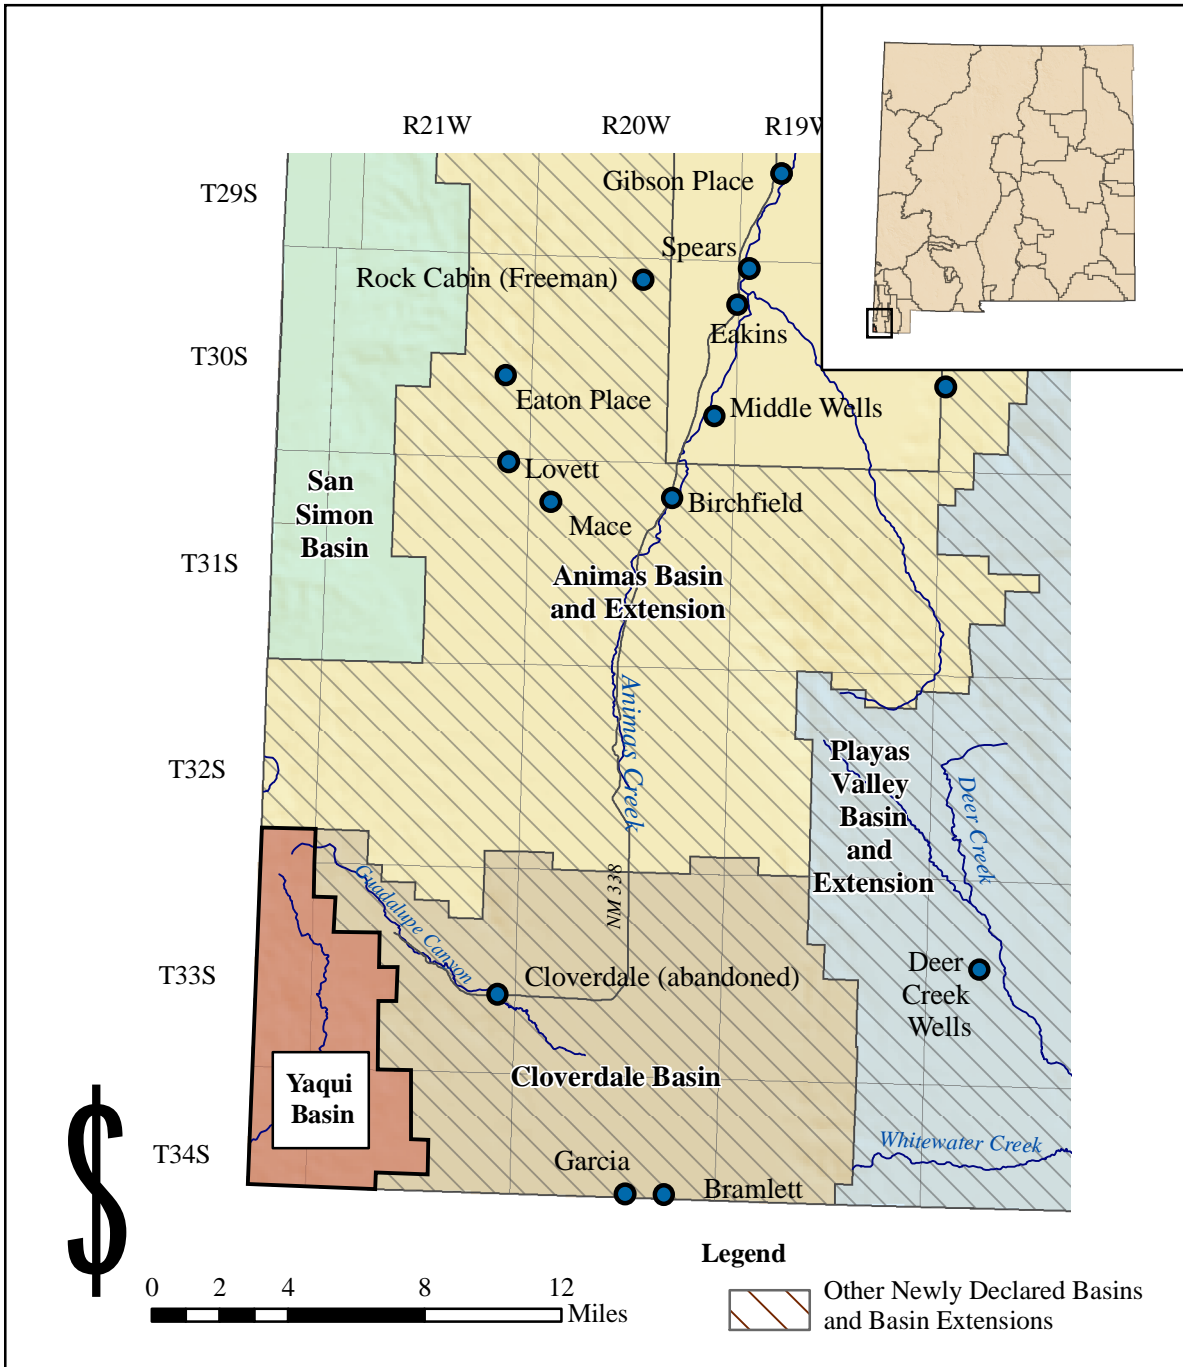 R21W
R20W
R19W
T29S
Gibson Place
Spears
Rock Cabin (Freeman)
Eakins
T30S
Eaton Place
Middle Wells
Lovett
San
Simon
Basin
Mace
Birchfield
T31S
Animas Basin
and Extension
Animas Creek
T32S
Playas
Valley
Basin
and
Extension
Deer Creek
Guadalupe Canyon
NM 338
T33S
Cloverdale (abandoned)
Deer
Creek
Wells
Yaqui
Basin
Cloverdale Basin
T34S
Whitewater Creek
Garcia
Bramlett
$
Legend
0 2 4 8 12
Miles
Other Newly Declared Basins
and Basin Extensions